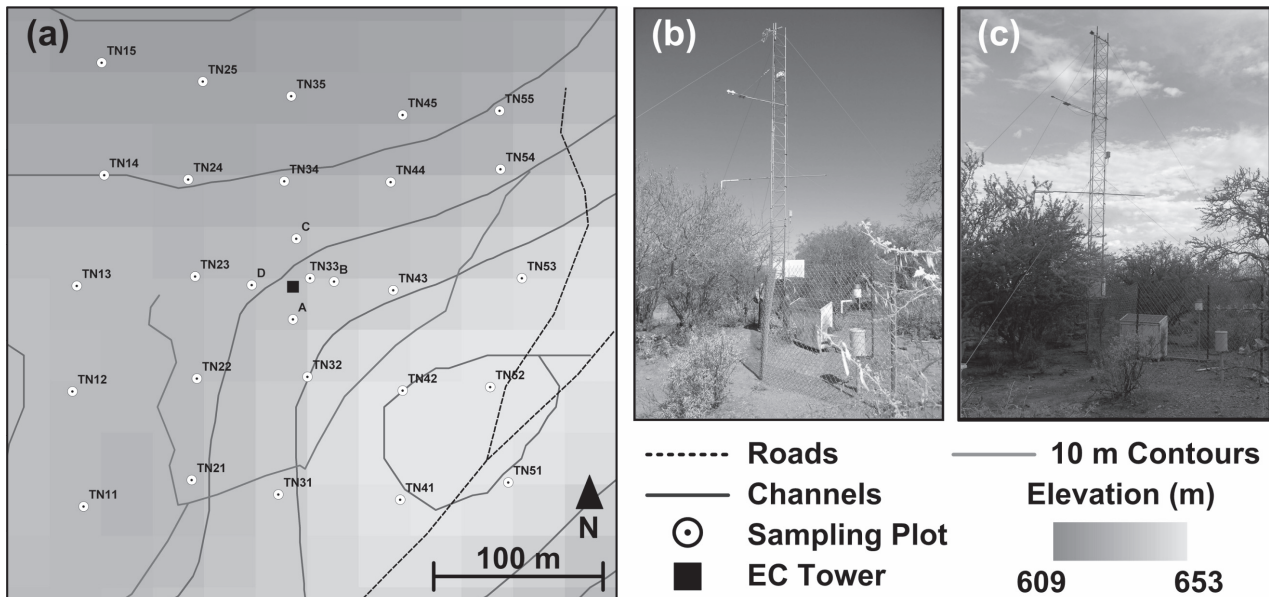 (a)
TN15
TN25
TN35
TN45
TN55
TN14
TN24
TN34
TN44
TN54
C
TN13
TN23
D
TN33
B
TN43
TN53
A
TN12
TN22
TN32
TN42
TN52
TN11
TN21
TN31
TN41
TN51
N
100 m
(b)
(c)
Roads
10 m Contours
Channels
Elevation (m)
Sampling Plot
EC Tower
609
653